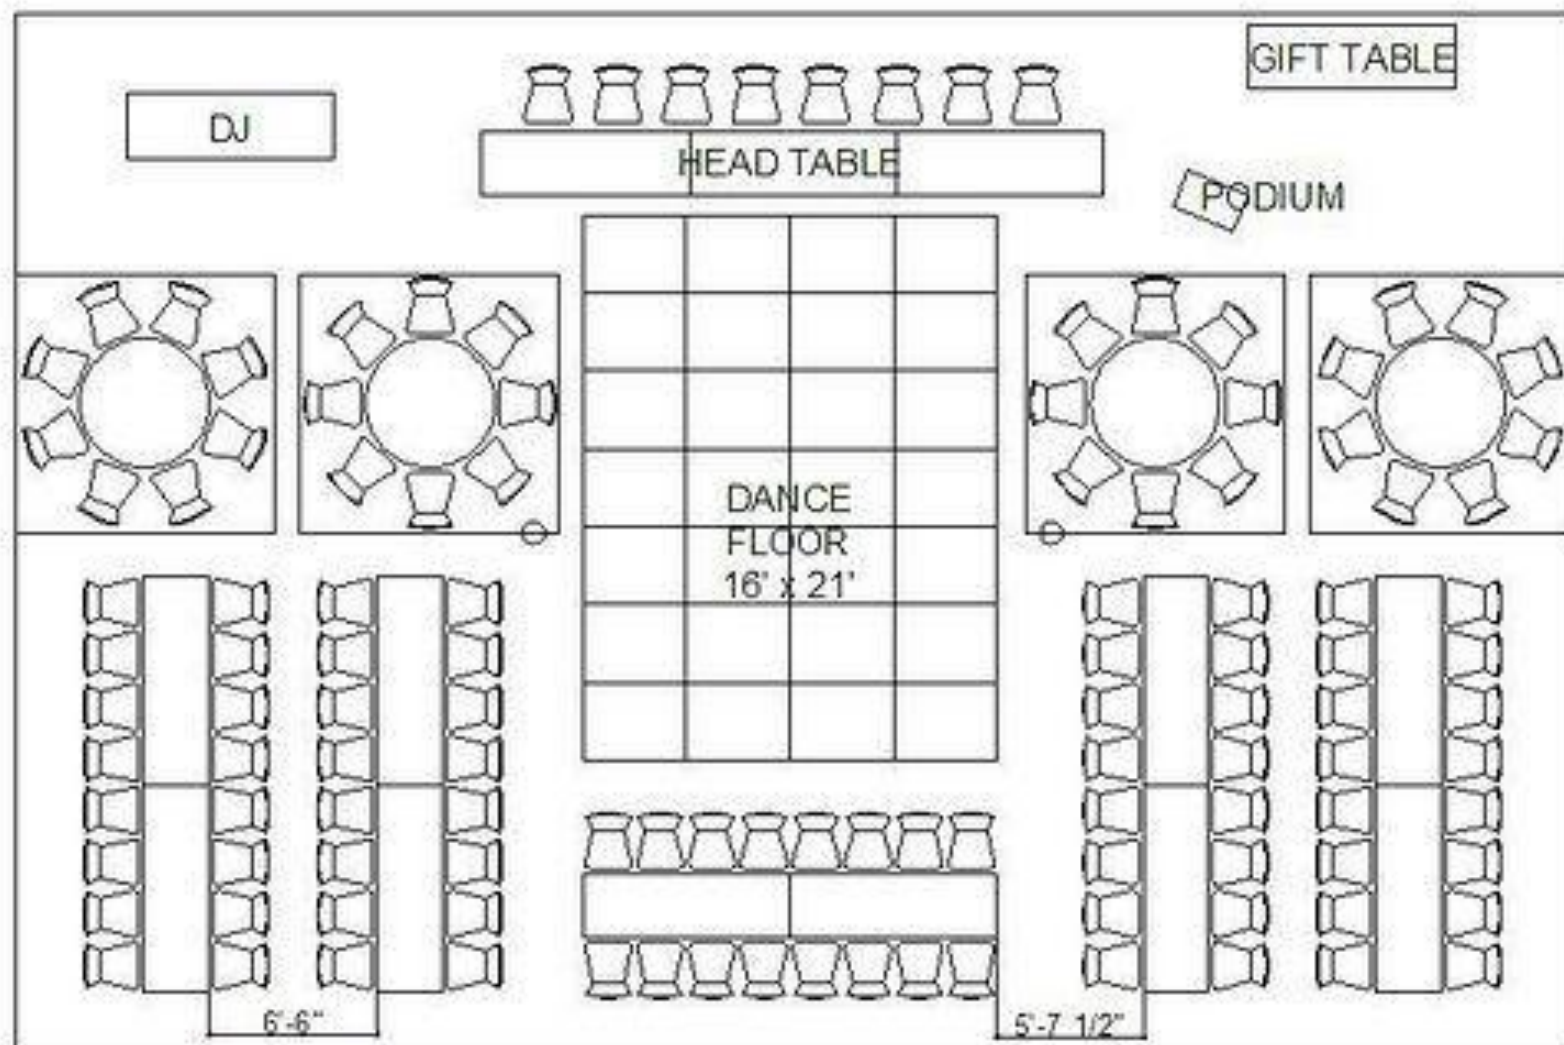 GIFT TABLE
DJ
HEAD TABLE
PODIUM
DANCE
FLOOR
16' x 21'
6'-6"
5'-7 1/2"